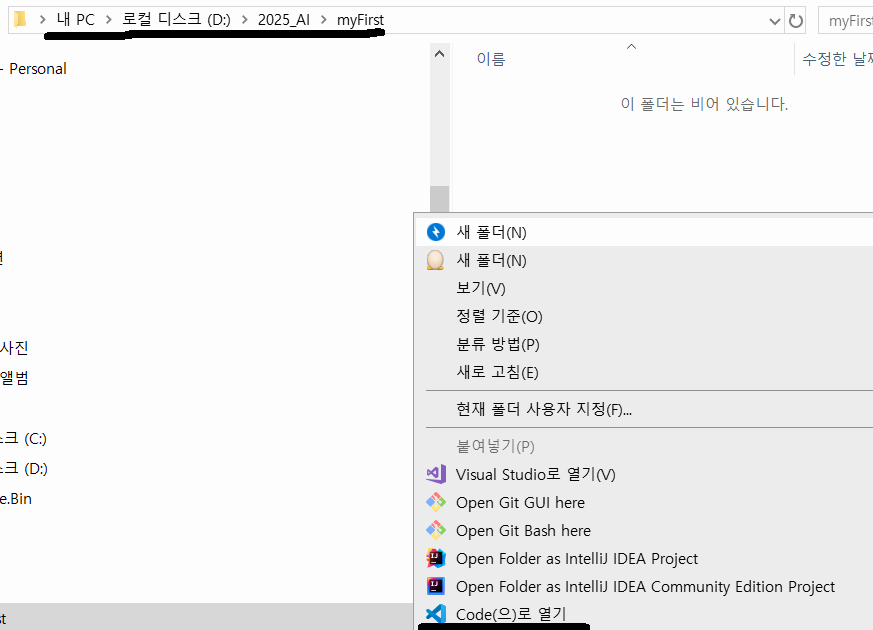 내 PC > 로컬 디스크 (D:) > 2025_AI > myFirst
myFirst
- Personal
이름
수정한 날짜
이 폴더는 비어 있습니다.
새 폴더(N)
새 폴더(N)
보기(V)
정렬 기준(O)
사진
분류 방법(P)
앨범
새로 고침(E)
현재 폴더 사용자 지정(F)...
스크 (C:)
붙여넣기(P)
스크 (D:)
Visual Studio로 열기(V)
e.Bin
Open Git GUI here
Open Git Bash here
Open Folder as IntelliJ IDEA Project
Open Folder as IntelliJ IDEA Community Edition Project
Code(으)로 열기
st